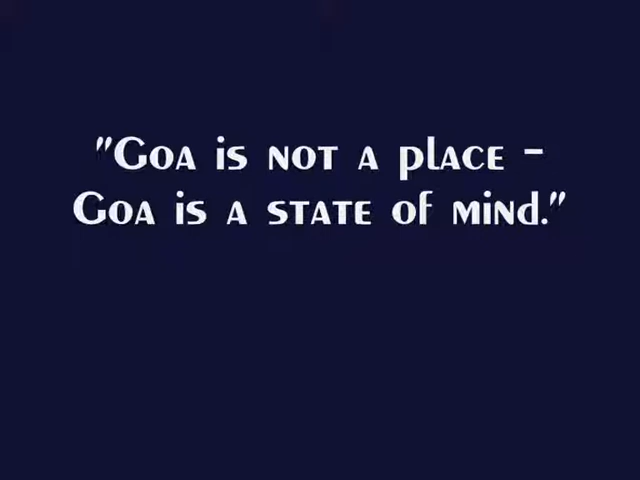 "Goa is not a place -
Goa is a state of mind."